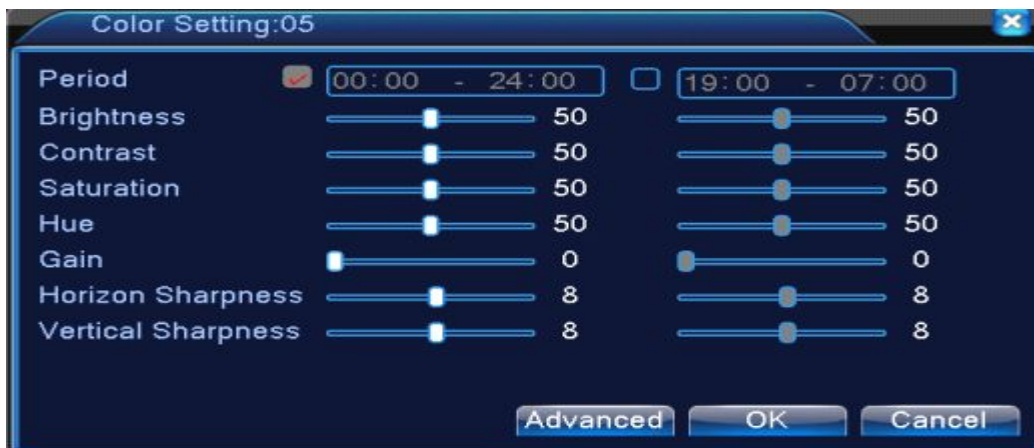 Color Setting:05
Period 00:00 - 24:00 19:00 - 07:00
Brightness 50 50
Contrast 50 50
Saturation 50 50
Hue 50 50
Gain 0 0
Horizon Sharpness 8 8
Vertical Sharpness 8 8
Advanced OK Cancel